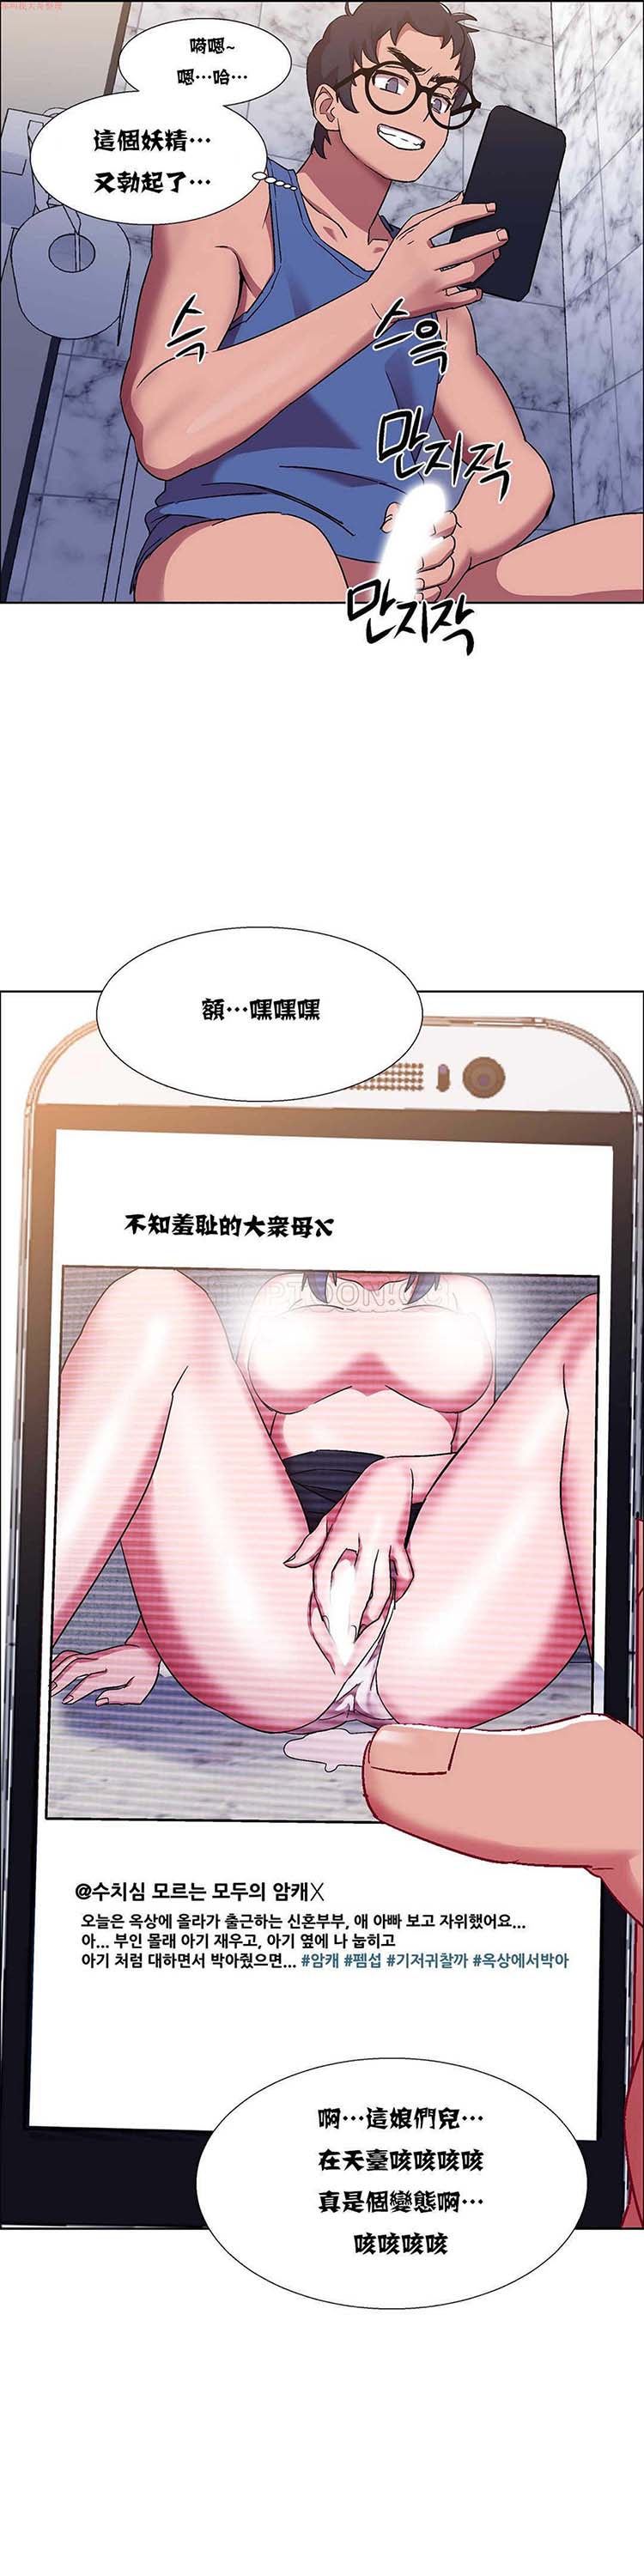 嗬嗯~
嗯…哈…
這個妖精…
又勃起了…
슥
스윽
만지작
만지작
額…嘿嘿嘿
不知羞耻的大衆母X
@수치심 모르는 모두의 암캐X
오늘은 옥상에 올라가 출근하는 신혼부부, 애 아빠 보고 자위했어요...
아... 부인 몰래 아기 재우고, 아기 옆에 나 눕히고
아기 처럼 대하면서 박아줬으면... #암캐 #펨섭 #기저귀찰까 #옥상에서박아
啊…這娘們兒…
在天臺咳咳咳咳
真是個變態啊…
咳咳咳咳